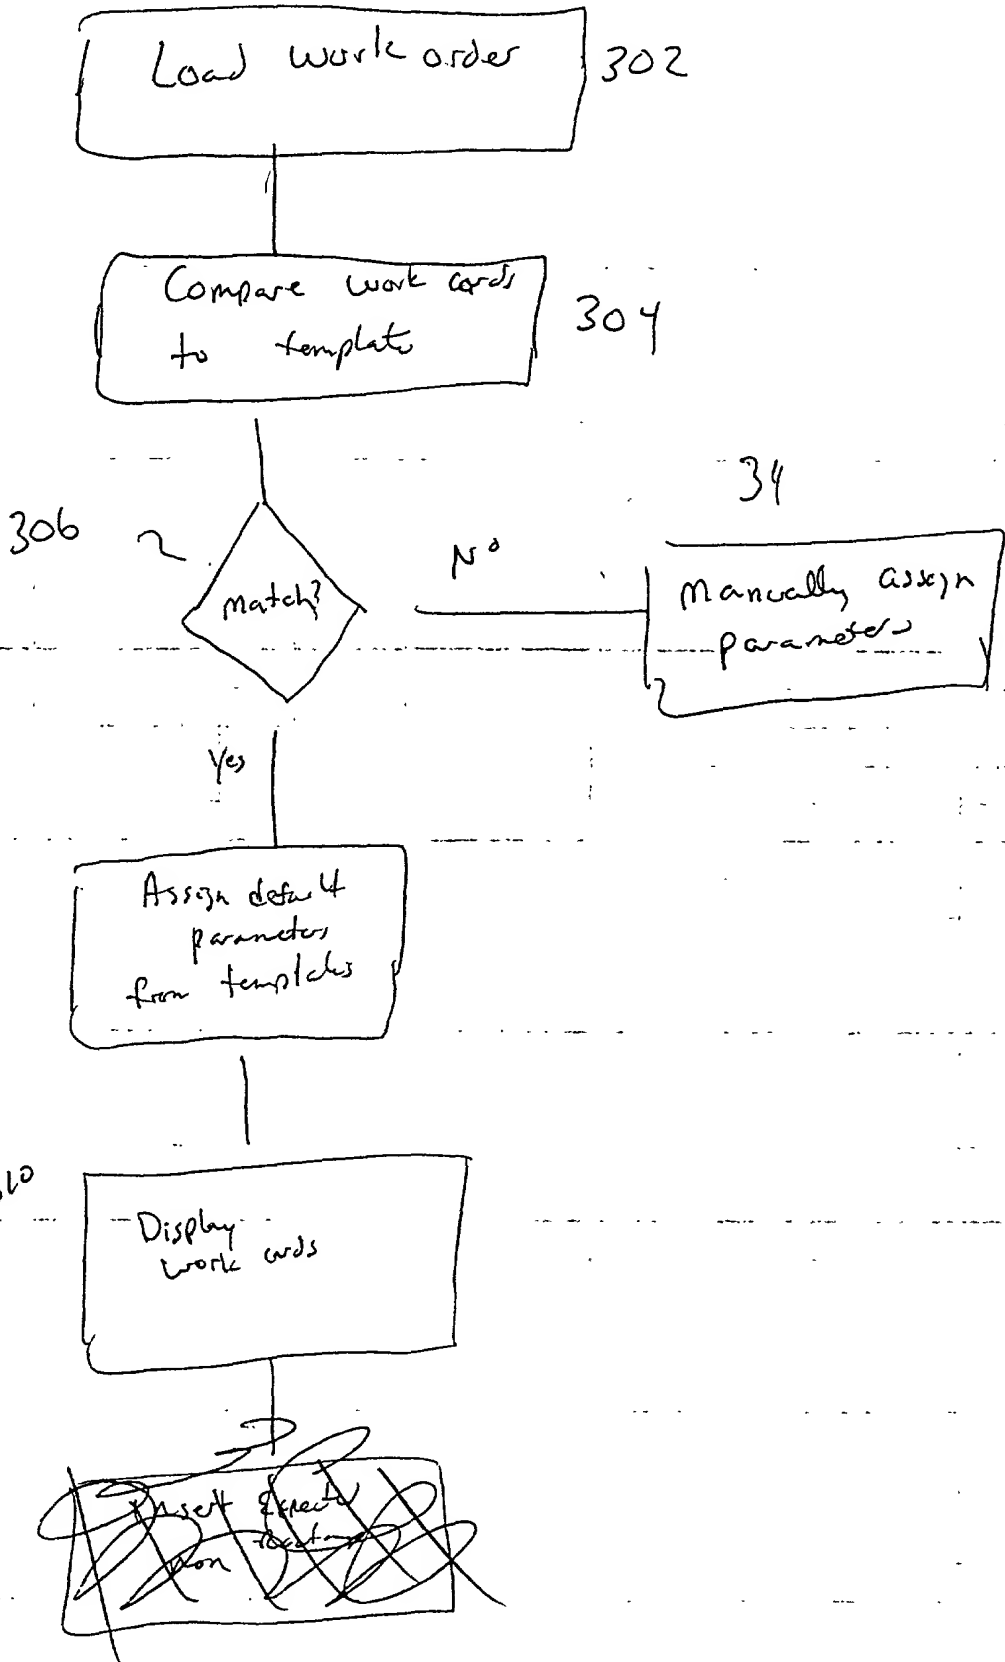 Load work order
302
Compare work cards
to template
304
306
Match?
No
34
Manually assign
parameters
Yes
Assign default
parameters
from templates
Display
work cards
Insert